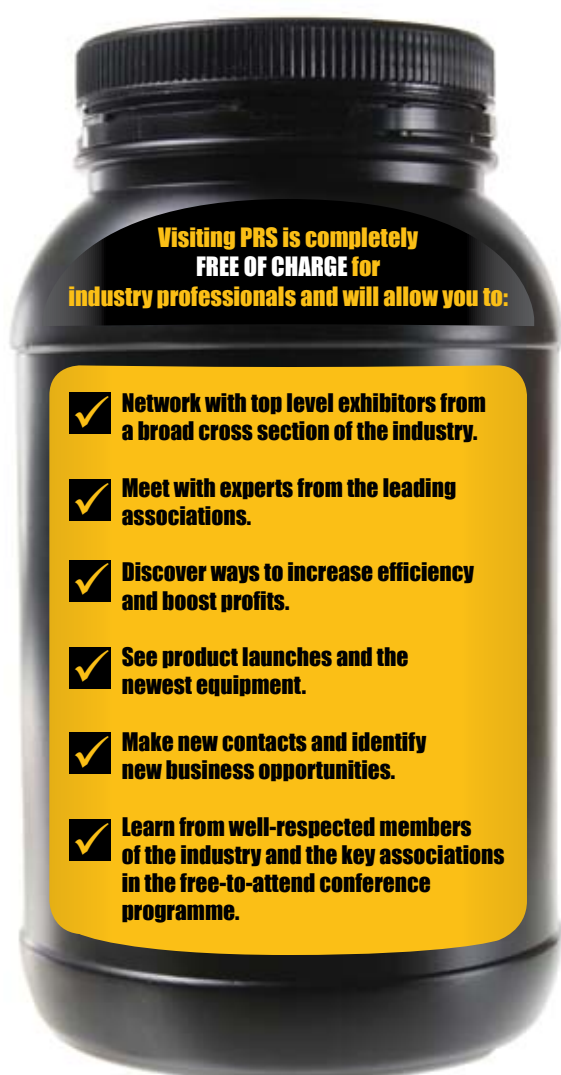 Visiting PRS is completely
FREE OF CHARGE for
industry professionals and will allow you to:
Network with top level exhibitors from
a broad cross section of the industry.
Meet with experts from the leading
associations.
Discover ways to increase efficiency
and boost profits.
See product launches and the
newest equipment.
Make new contacts and identify
new business opportunities.
Learn from well-respected members
of the industry and the key associations
in the free-to-attend conference
programme.